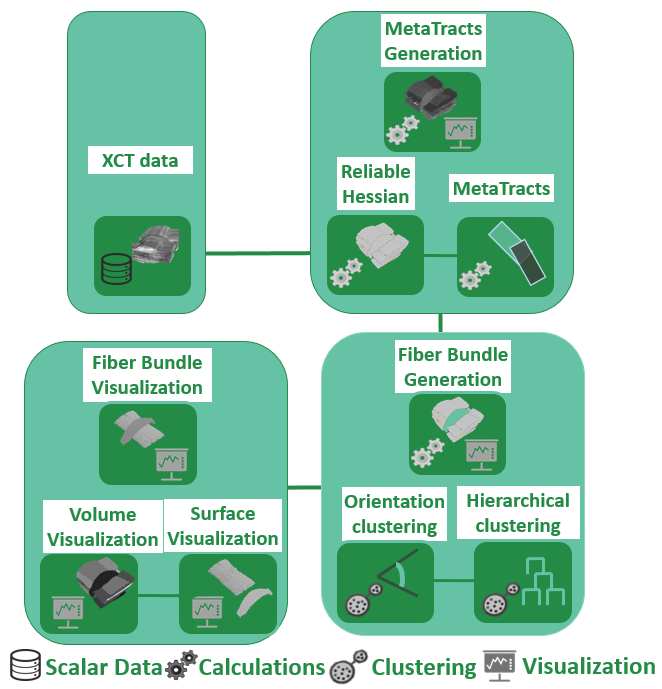 XCT data
MetaTracts
Generation
Reliable
Hessian
MetaTracts
Fiber Bundle
Visualization
Volume
Visualization
Surface
Visualization
Fiber Bundle
Generation
Orientation
clustering
Hierarchical
clustering
Scalar Data
Calculations
Clustering
Visualization